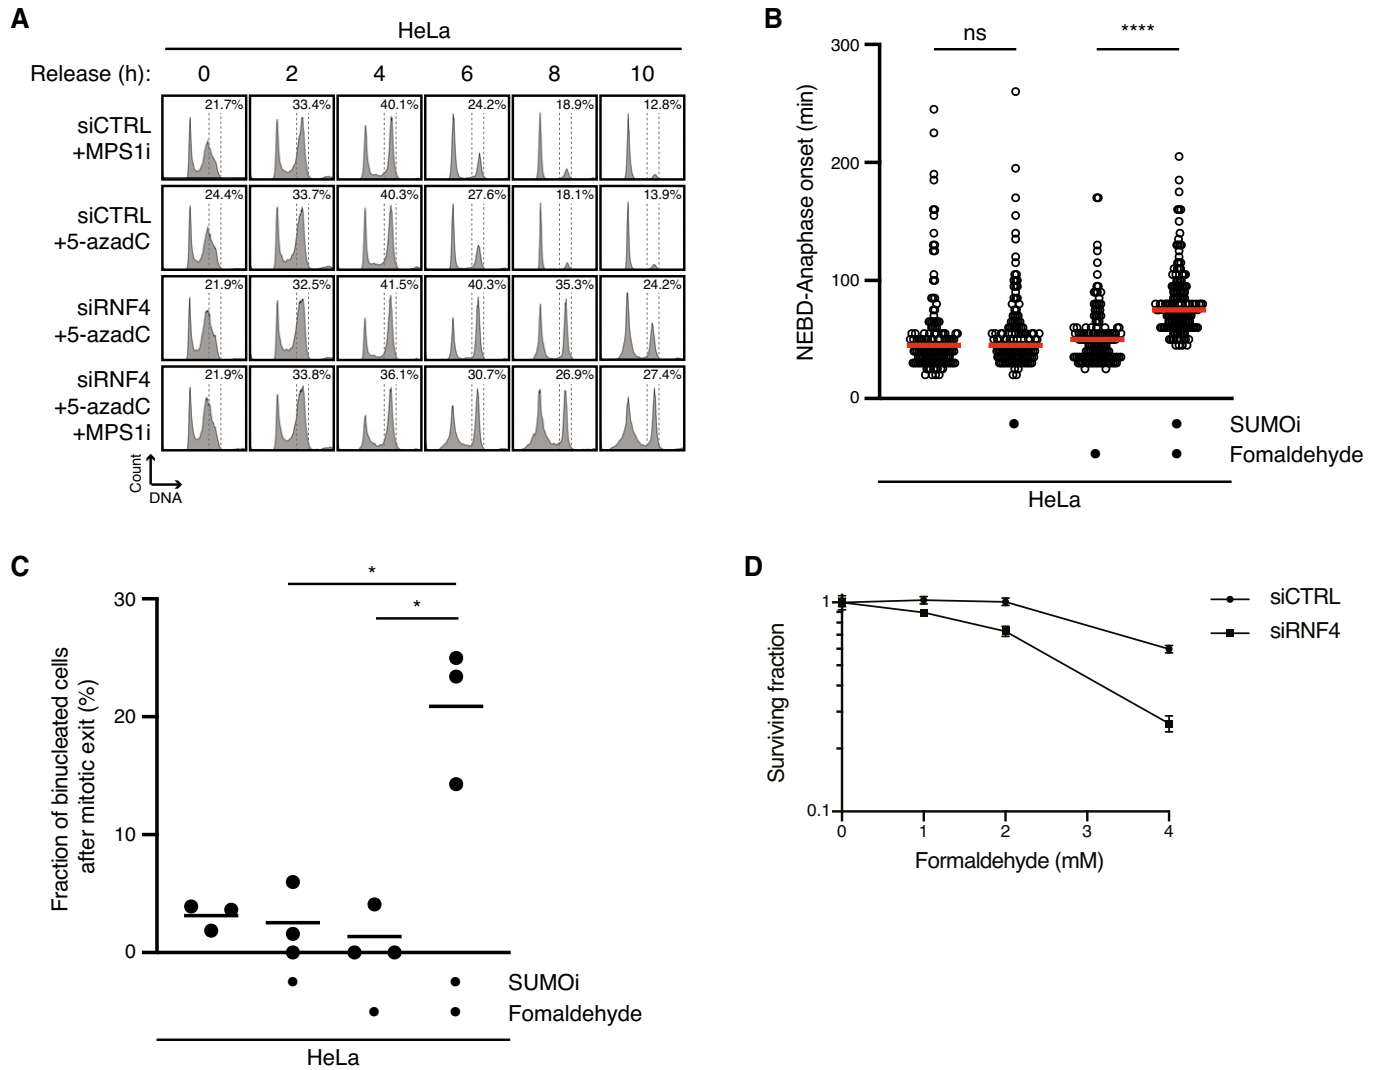 A
HeLa
Release (h): 0 2 4 6 8 10
siCTRL
+MPS1i
21.7% 33.4% 40.1% 24.2% 18.9% 12.8%
siCTRL
+5-azadC
24.4% 33.7% 40.3% 27.6% 18.1% 13.9%
siRNF4
+5-azadC
21.9% 32.5% 41.5% 40.3% 35.3% 24.2%
siRNF4
+5-azadC
+MPS1i
21.9% 33.8% 36.1% 30.7% 26.9% 27.4%
Count
DNA
B
NEBD-Anaphase onset (min)
300
200
100
0
ns
****
SUMOi
Fomaldehyde
HeLa
C
Fraction of binucleated cells
after mitotic exit (%)
30
20
10
0
*
*
SUMOi
Fomaldehyde
HeLa
D
Surviving fraction
1
0.1
0 1 2 3 4
Formaldehyde (mM)
siCTRL
siRNF4